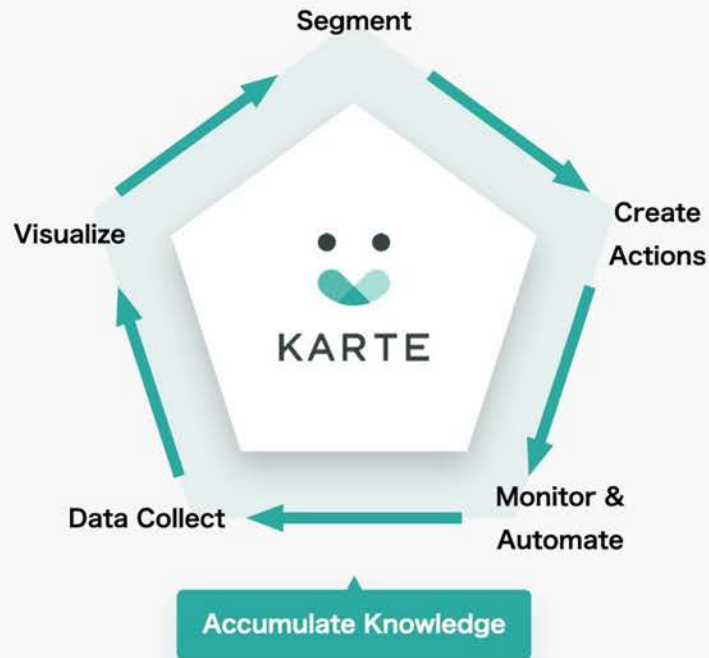 Segment
Create
Actions
Visualize
KARTE
Monitor &
Automate
Data Collect
Accumulate Knowledge